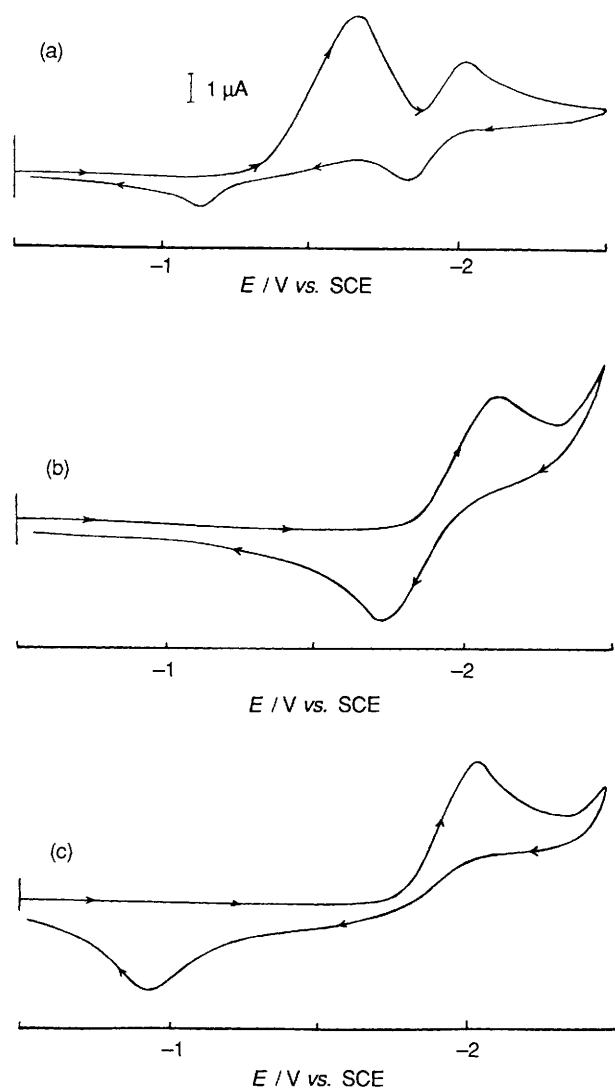 (a)
1 μA
–1 –2
E / V vs. SCE
(b)
–1 –2
E / V vs. SCE
(c)
–1 –2
E / V vs. SCE